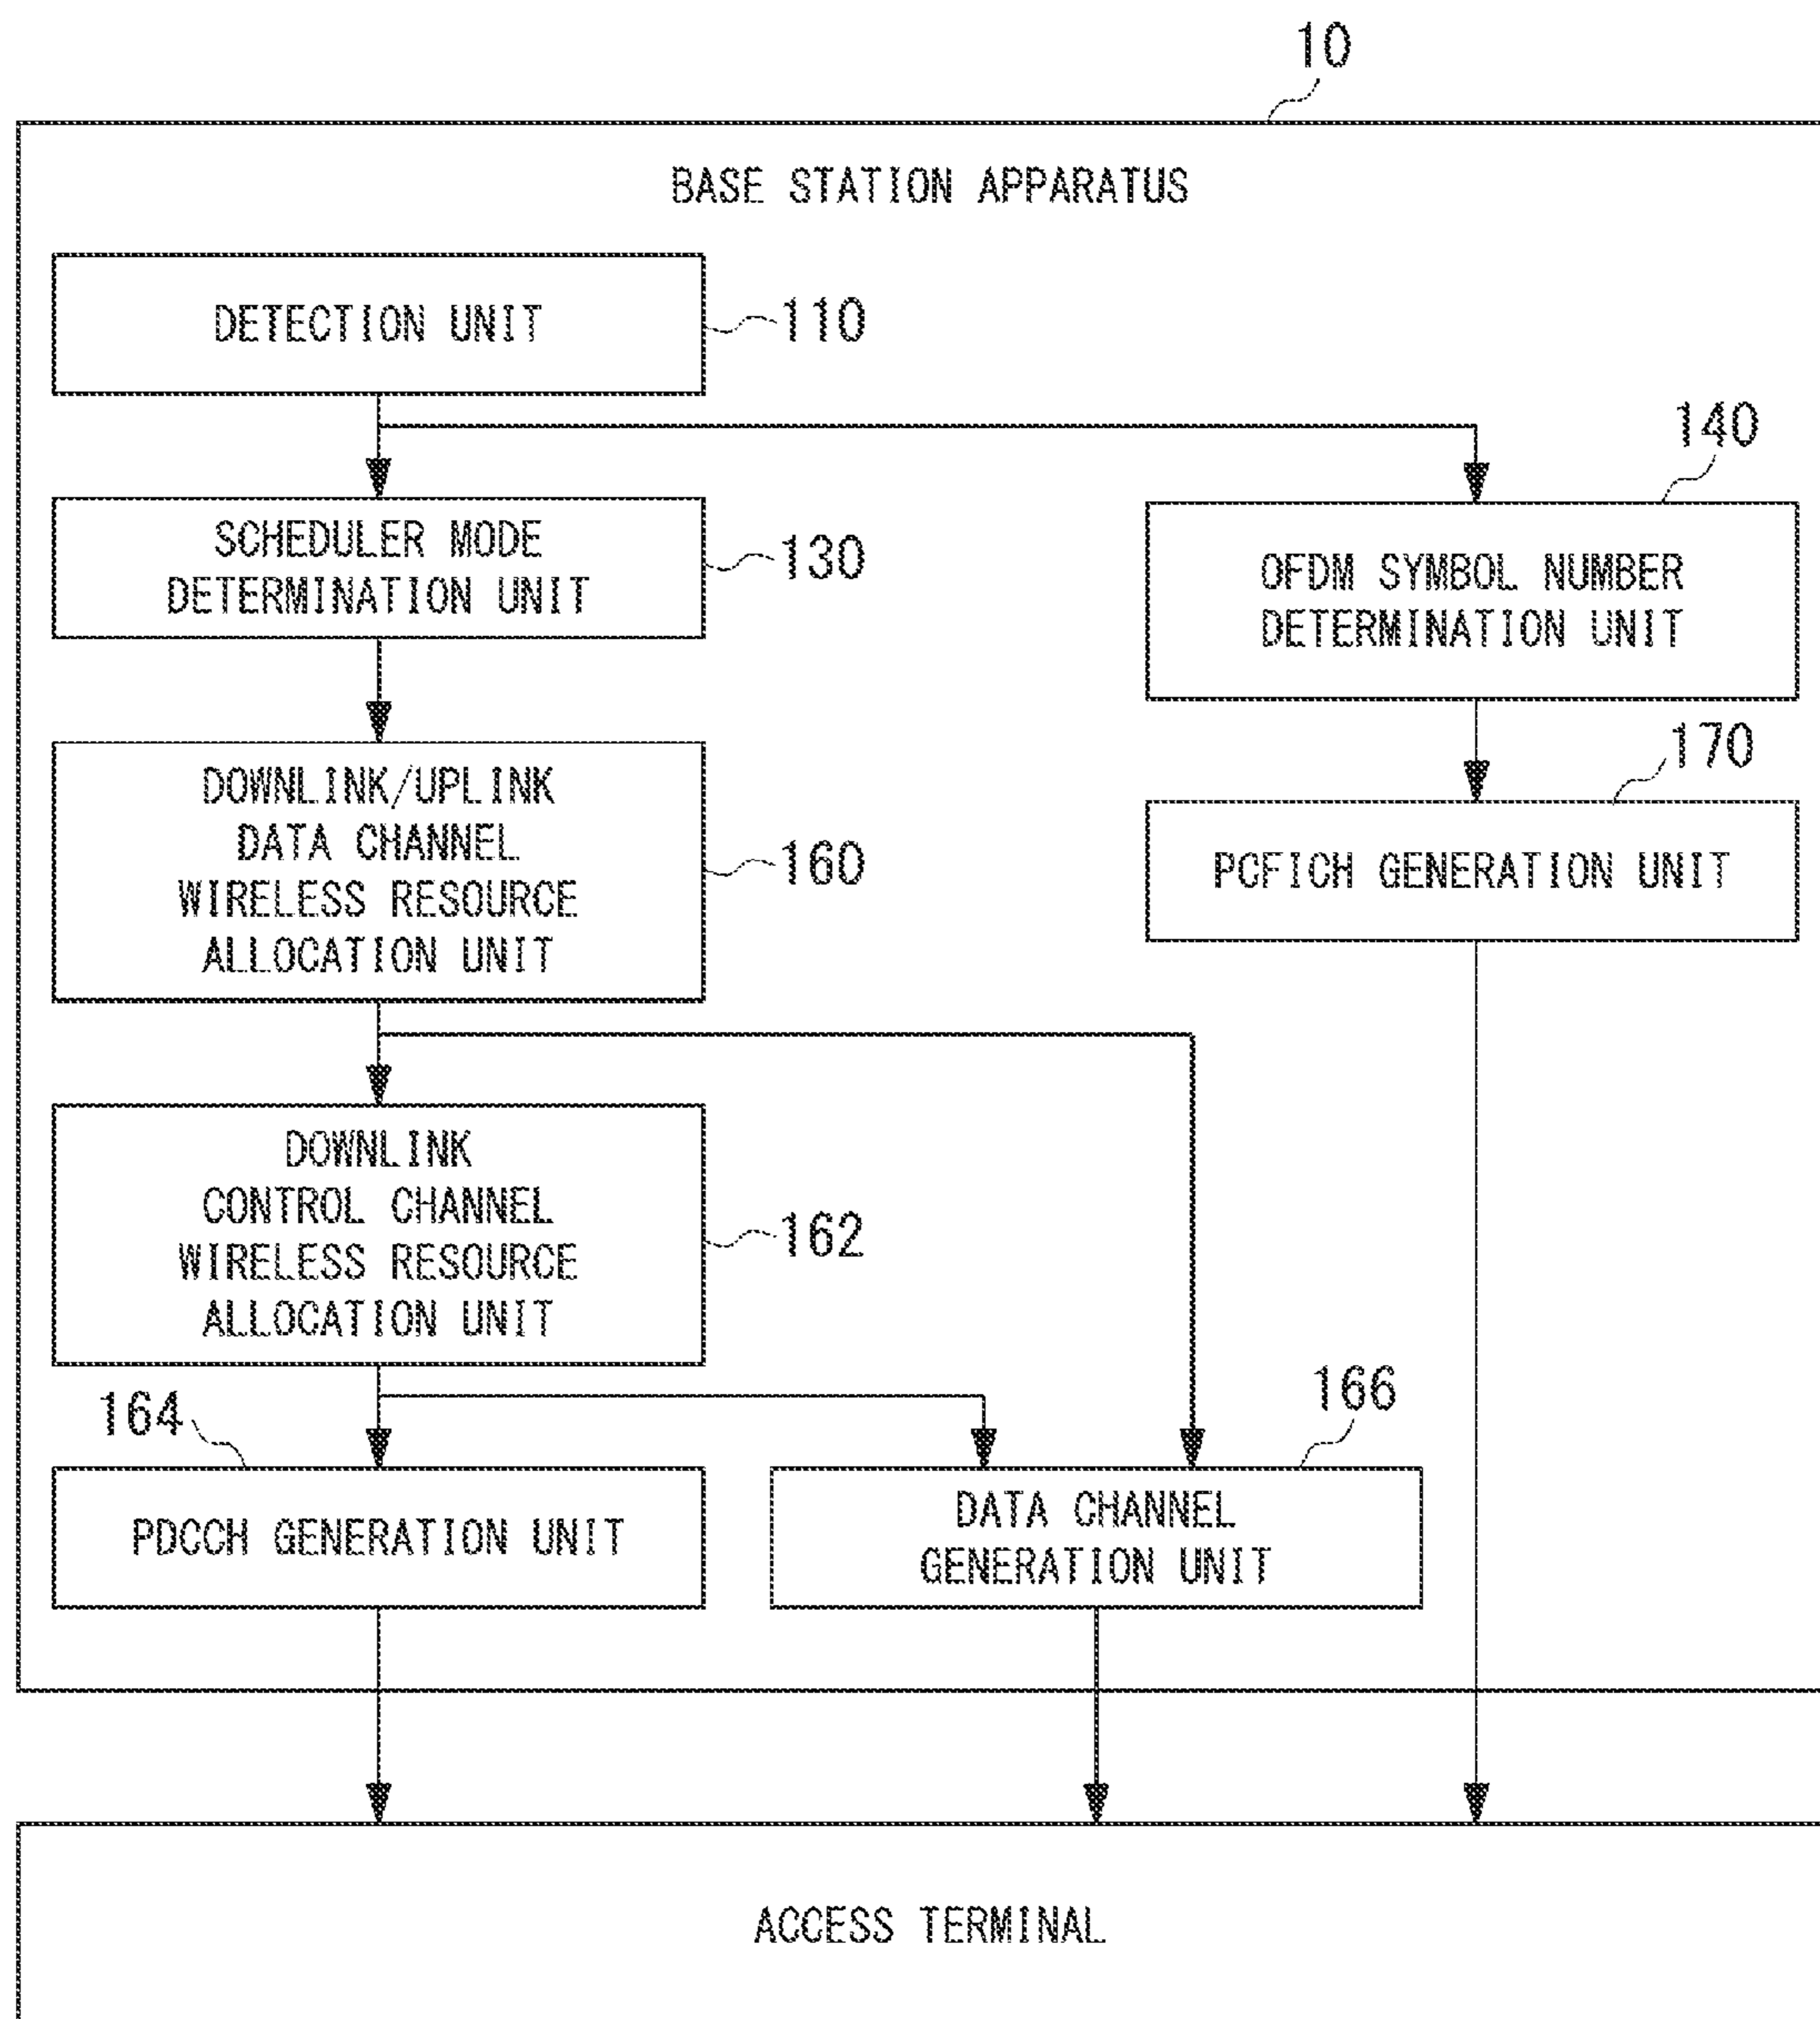 10
BASE STATION APPARATUS
DETECTION UNIT
110
140
SCHEDULER MODE
DETERMINATION UNIT
130
OFDM SYMBOL NUMBER
DETERMINATION UNIT
170
DOWNLINK/UPLINK
DATA CHANNEL
WIRELESS RESOURCE
ALLOCATION UNIT
160
PCFICH GENERATION UNIT
DOWNLINK
CONTROL CHANNEL
WIRELESS RESOURCE
ALLOCATION UNIT
162
164
166
PDCCH GENERATION UNIT
DATA CHANNEL
GENERATION UNIT
ACCESS TERMINAL